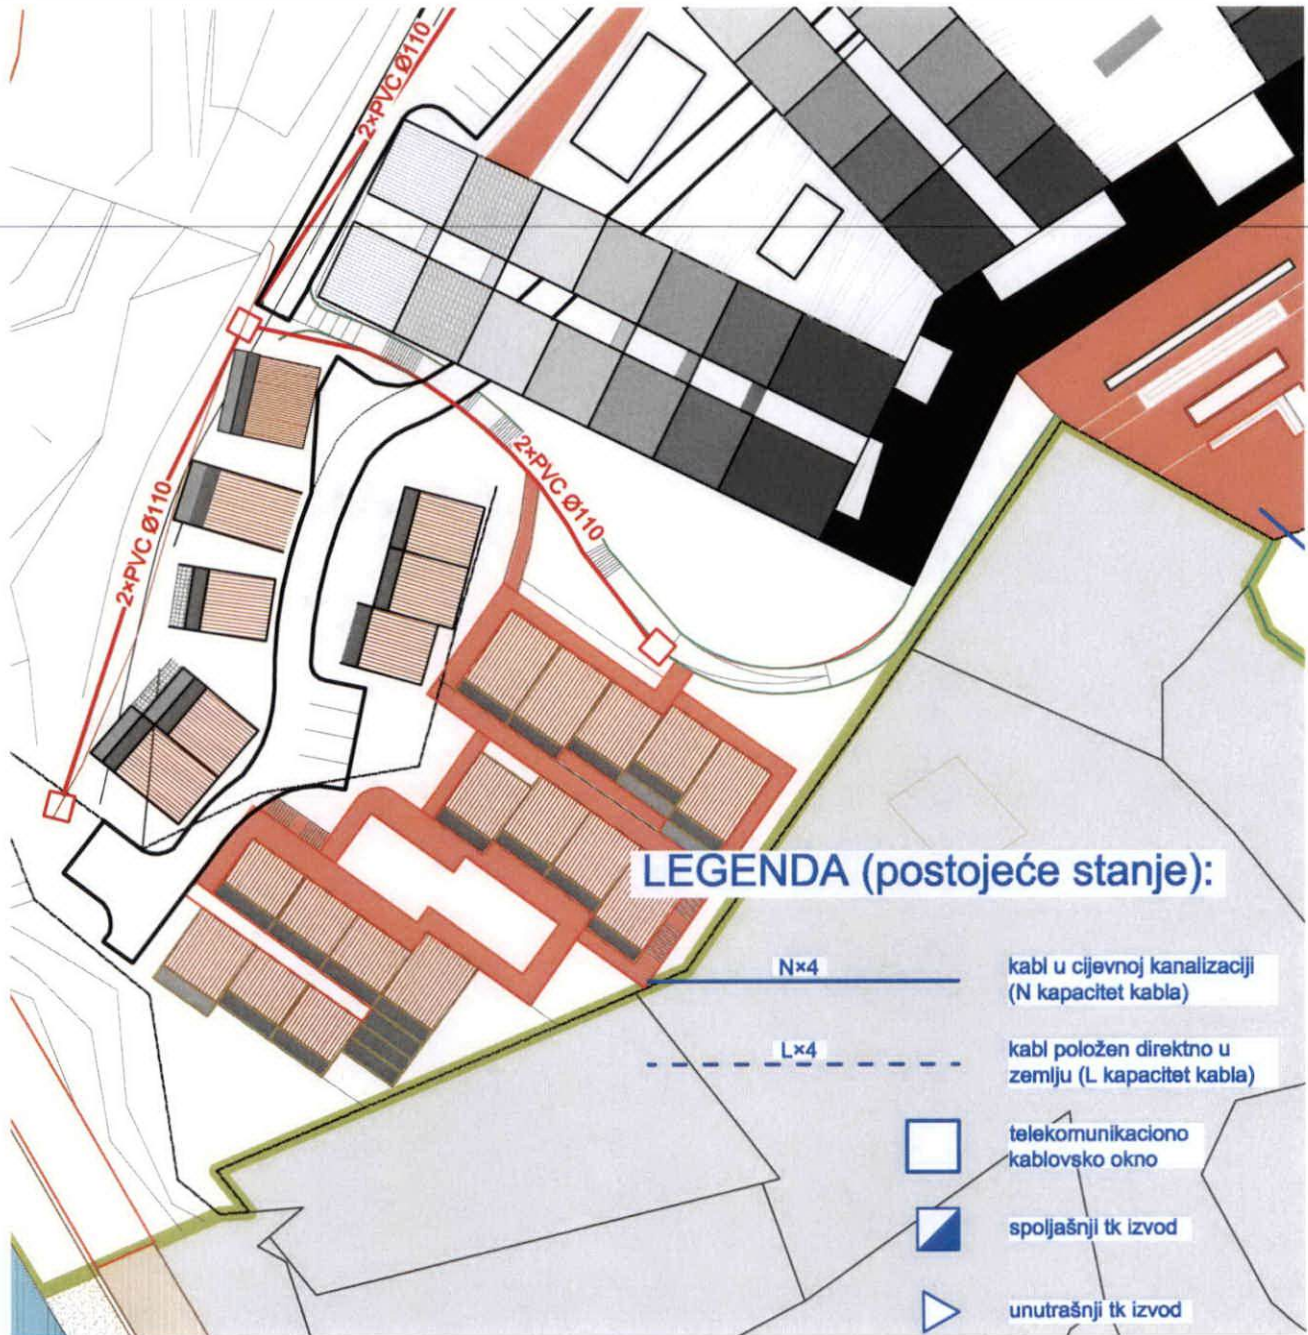 2×PVC Ø110
2×PVC Ø110
2×PVC Ø110
LEGENDA (postojeće stanje):
N×4
kabl u cijevnoj kanalizaciji
(N kapacitet kabla)
L×4
kabl položen direktno u
zemlju (L kapacitet kabla)
telekomunikaciono
kablovsko okno
spoljašnji tk izvod
unutrašnji tk izvod